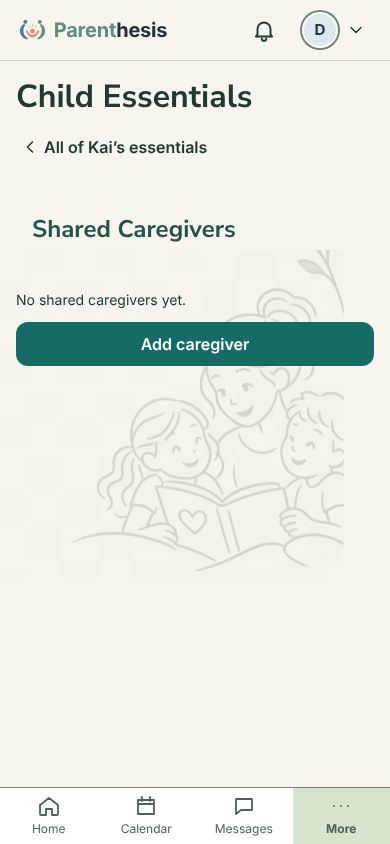 Parenthesis
D
Child Essentials
All of Kai’s essentials
Shared Caregivers
No shared caregivers yet.
Add caregiver
Home
Calendar
Messages
More